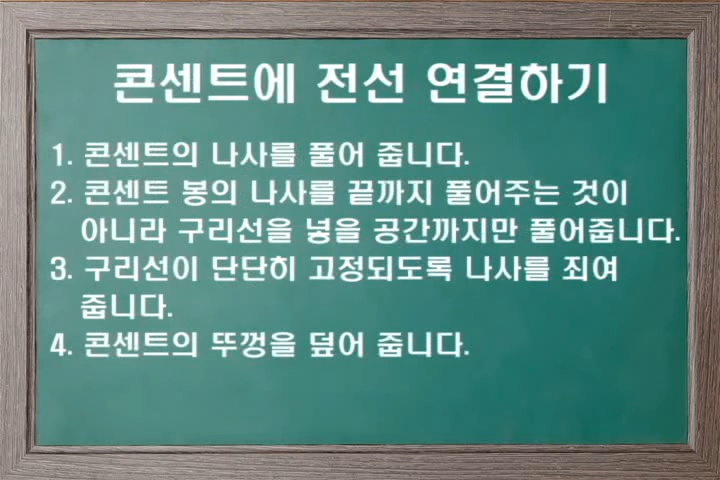 콘센트에 전선 연결하기
1. 콘센트의 나사를 풀어 줍니다.
2. 콘센트 봉의 나사를 끝까지 풀어주는 것이
아니라 구리선을 넣을 공간까지만 풀어줍니다.
3. 구리선이 단단히 고정되도록 나사를 죄여
줍니다.
4. 콘센트의 뚜껑을 덮어 줍니다.